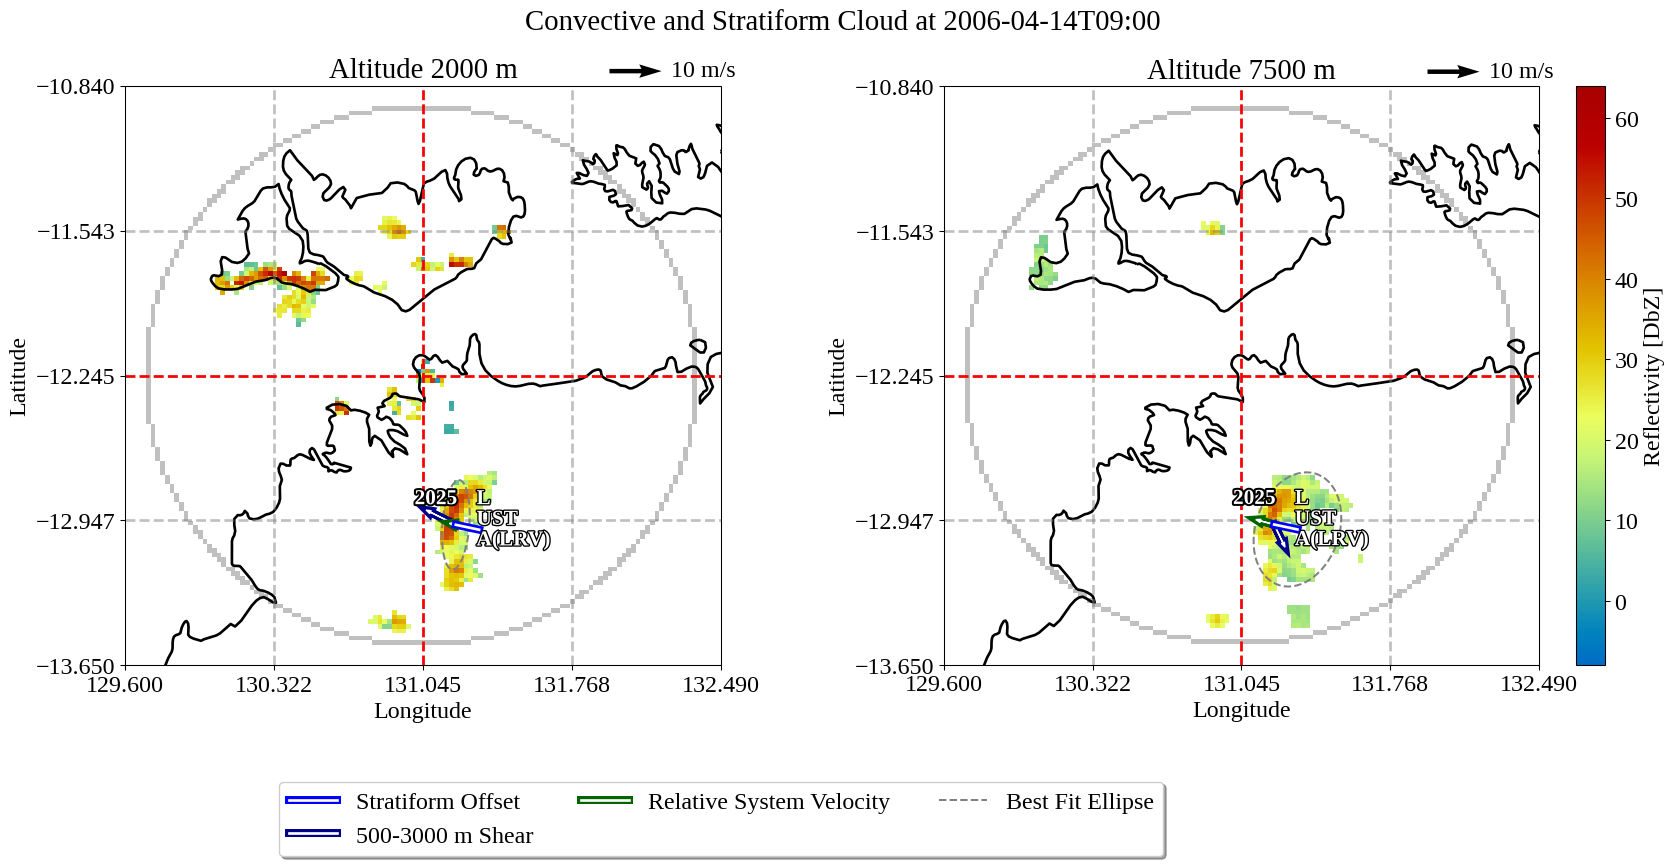 Convective and Stratiform Cloud at 2006-04-14T09:00
Altitude 2000 m
10 m/s
−10.840
−11.543
−12.245
−12.947
−13.650
Latitude
129.600
130.322
131.045
131.768
132.490
Longitude
2025
L
UST
A(LRV)
Altitude 7500 m
10 m/s
−10.840
−11.543
−12.245
−12.947
−13.650
Latitude
129.600
130.322
131.045
131.768
132.490
Longitude
2025
L
UST
A(LRV)
60
50
40
30
20
10
0
Reflectivity [DbZ]
Stratiform Offset
500-3000 m Shear
Relative System Velocity
Best Fit Ellipse